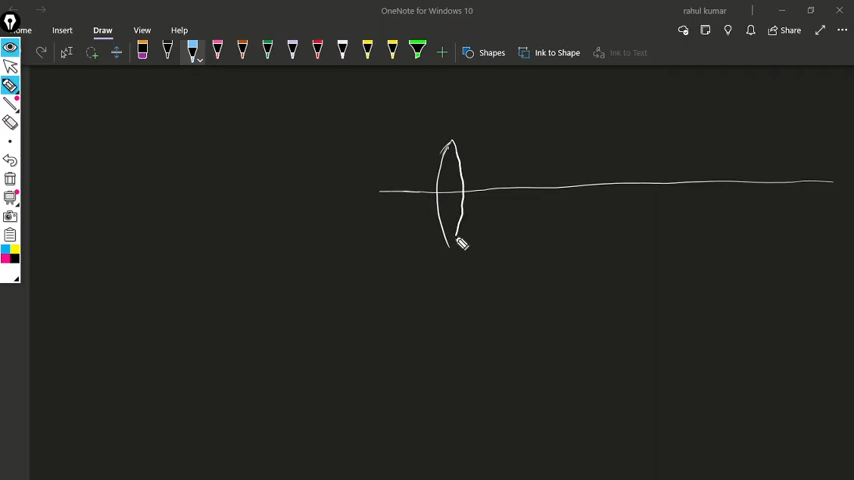 OneNote for Windows 10
rahul kumar
ome Insert Draw View Help
Share
Shapes
Ink to Shape
Ink to Text